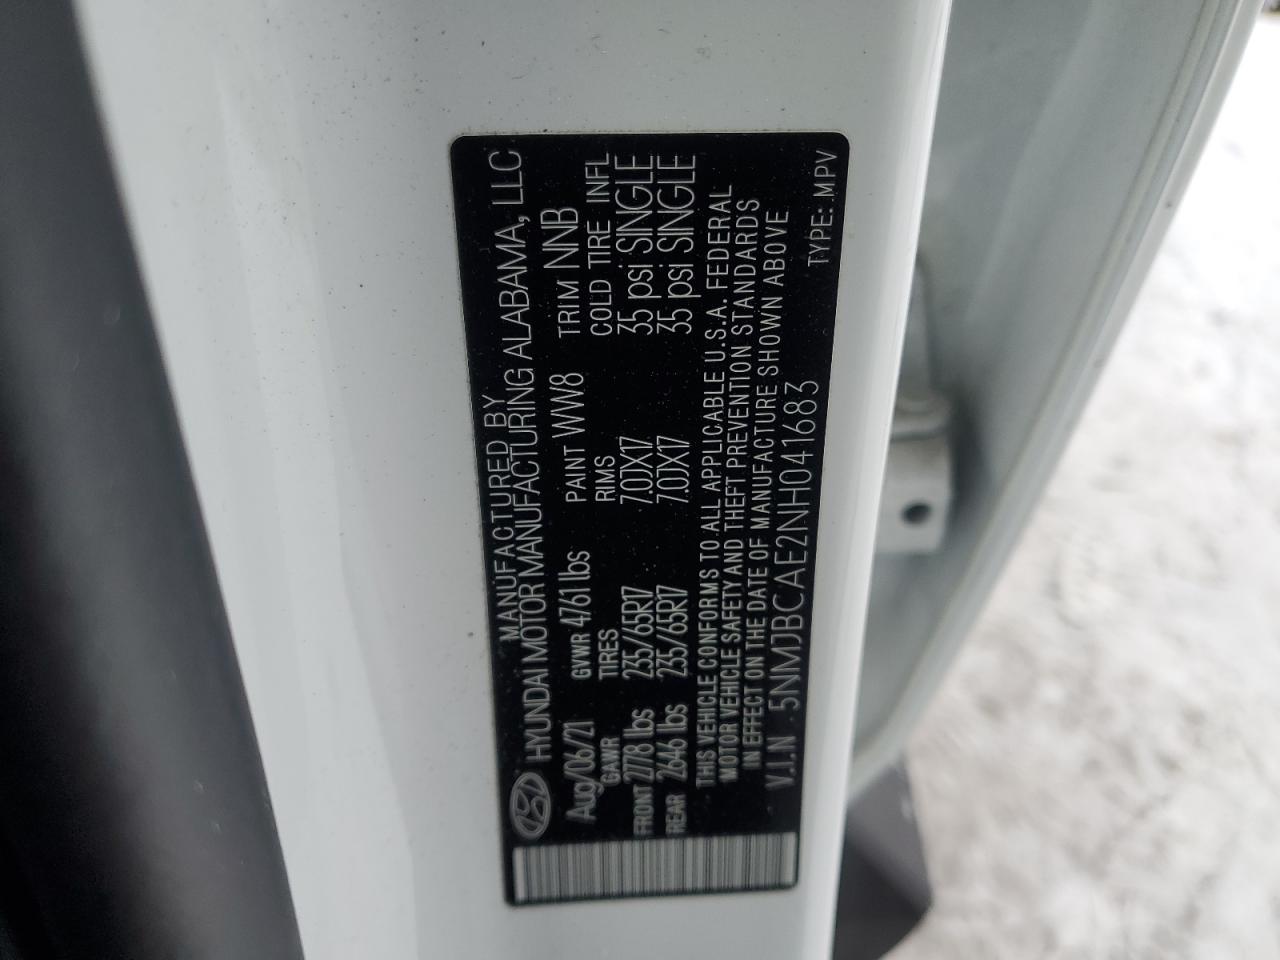 MANUFACTURED BY
HYUNDAI MOTOR MANUFACTURING ALABAMA, LLC
Aug/06/21 GVWR 4761 lbs PAINT WW8 TRIM NNB
GAWR TIRES RIMS COLD TIRE INFL
FRONT 2778 lbs 235/65R17 7.0JX17 35 psi SINGLE
REAR 2646 lbs 235/65R17 7.0JX17 35 psi SINGLE
THIS VEHICLE CONFORMS TO ALL APPLICABLE U.S.A. FEDERAL
MOTOR VEHICLE SAFETY AND THEFT PREVENTION STANDARDS
IN EFFECT ON THE DATE OF MANUFACTURE SHOWN ABOVE
V.I.N : 5NMJBCAE2NH041683 TYPE: MPV